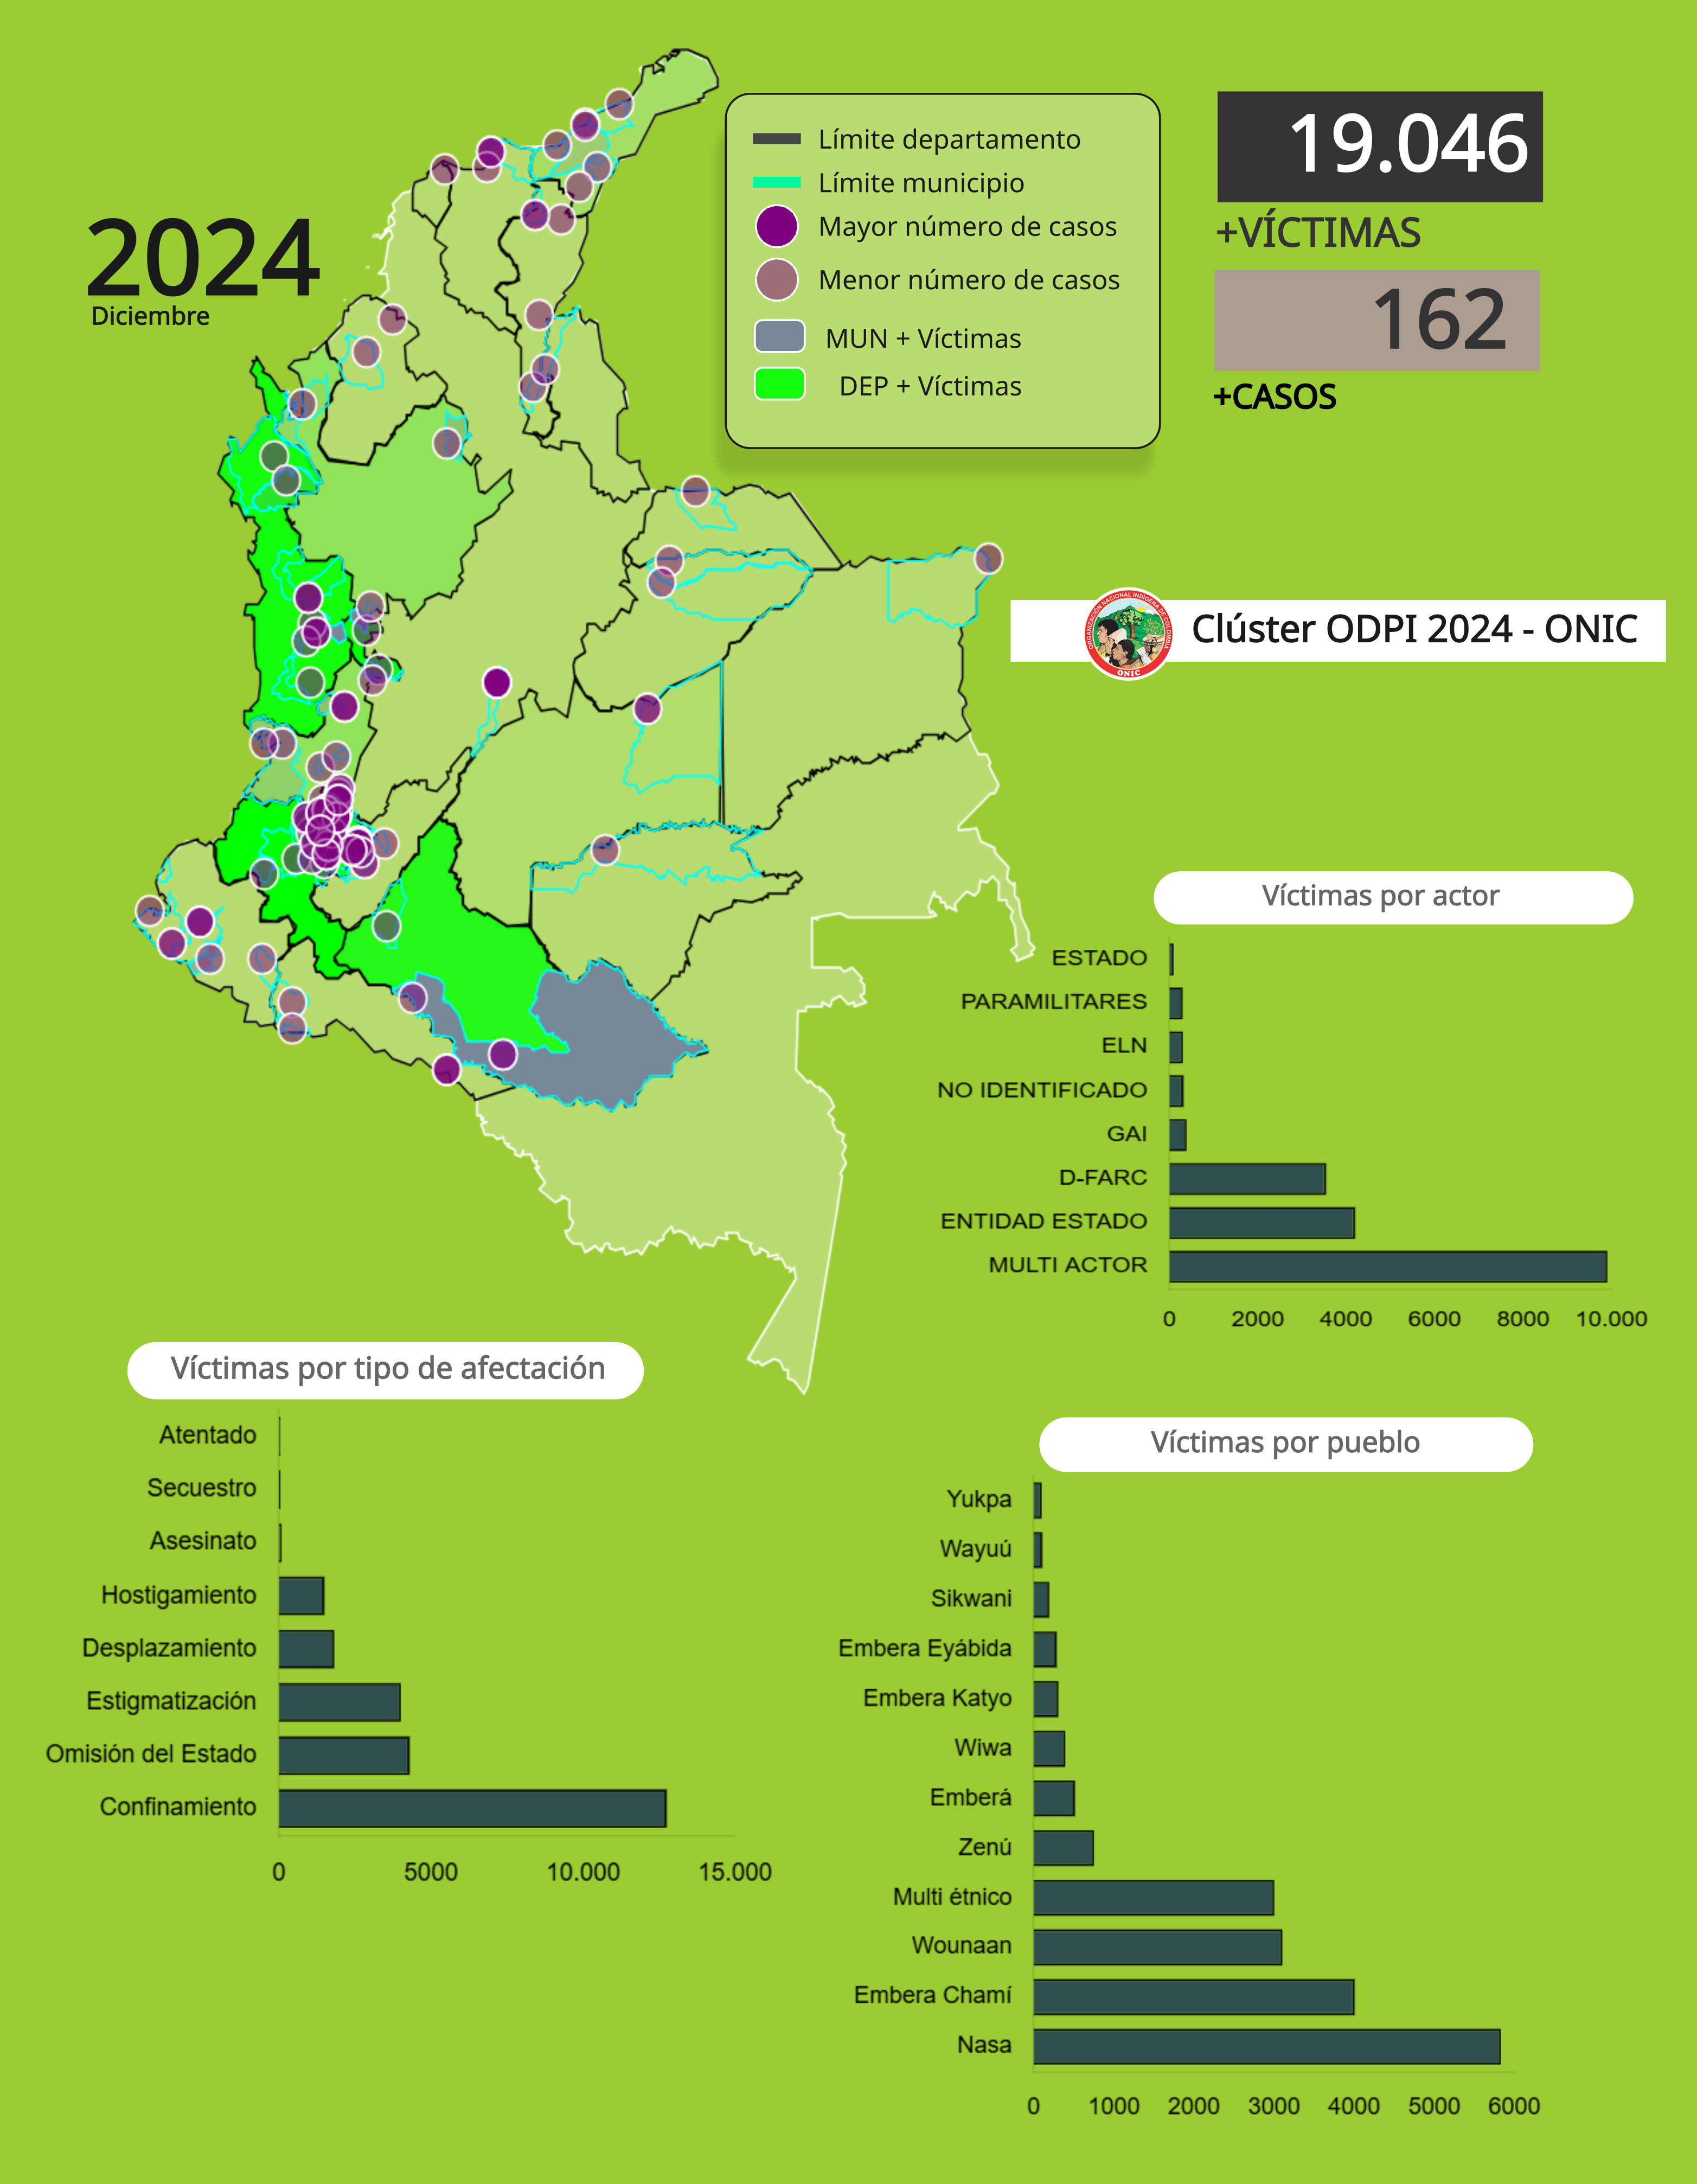 2024
Diciembre
Límite departamento
Límite municipio
Mayor número de casos
Menor número de casos
MUN + Víctimas
DEP + Víctimas
19.046
+VÍCTIMAS
162
+CASOS
ORGANIZACIÓN NACIONAL INDÍGENA DE COLOMBIA
ONIC
Clúster ODPI 2024 - ONIC
Víctimas por actor
ESTADO
PARAMILITARES
ELN
NO IDENTIFICADO
GAI
D-FARC
ENTIDAD ESTADO
MULTI ACTOR
0 2000 4000 6000 8000 10.000
Víctimas por tipo de afectación
Atentado
Secuestro
Asesinato
Hostigamiento
Desplazamiento
Estigmatización
Omisión del Estado
Confinamiento
0 5000 10.000 15.000
Víctimas por pueblo
Yukpa
Wayuú
Sikwani
Embera Eyábida
Embera Katyo
Wiwa
Emberá
Zenú
Multi étnico
Wounaan
Embera Chamí
Nasa
0 1000 2000 3000 4000 5000 6000